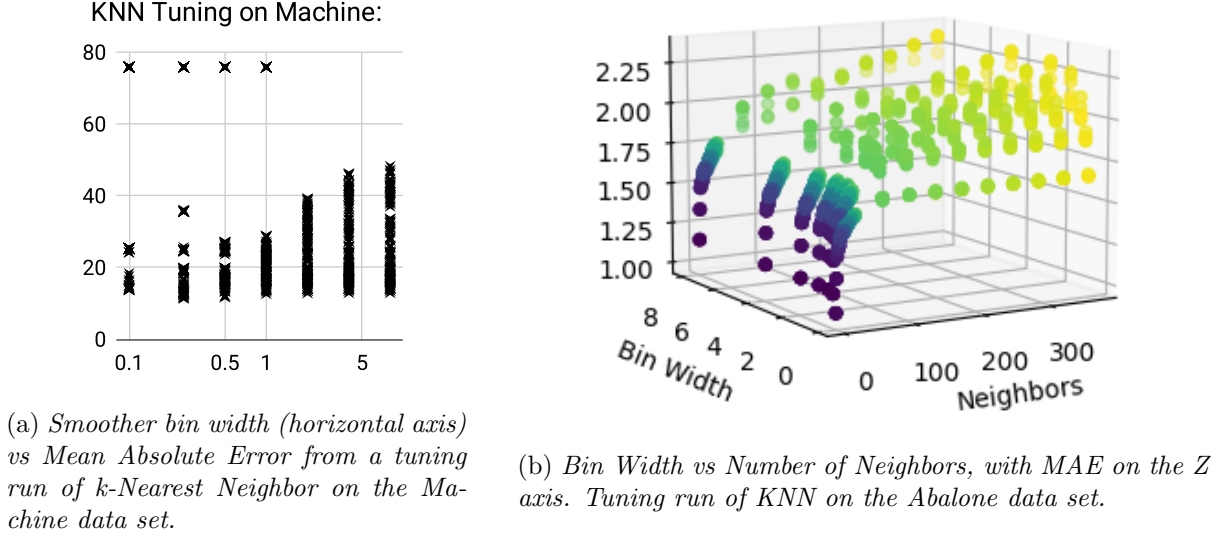 KNN Tuning on Machine:
80
60
40
20
0
0.1 0.5 1 5
(a) Smoother bin width (horizontal axis)
vs Mean Absolute Error from a tuning
run of k-Nearest Neighbor on the Ma-
chine data set.
2.25
2.00
1.75
1.50
1.25
1.00
8 6 4 2 0
Bin Width
0 100 200 300
Neighbors
(b) Bin Width vs Number of Neighbors, with MAE on the Z
axis. Tuning run of KNN on the Abalone data set.